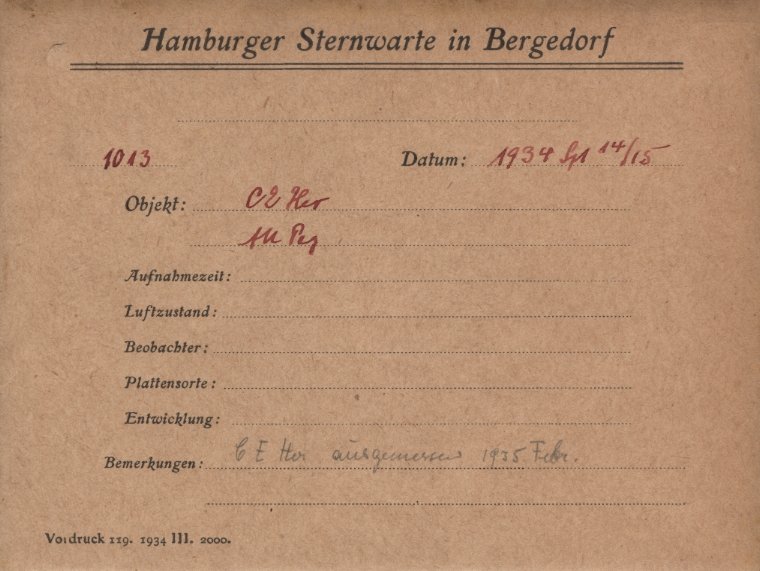 Hamburger Sternwarte in Bergedorf
1013 Datum: 1934 Spt 14/15
Objekt: CE Her
AU Peg
Aufnahmezeit:
Luftzustand:
Beobachter:
Plattensorte:
Entwicklung:
Bemerkungen: CE Her ausgemessen 1935 Febr.
Vordruck 119. 1934 III. 2000.